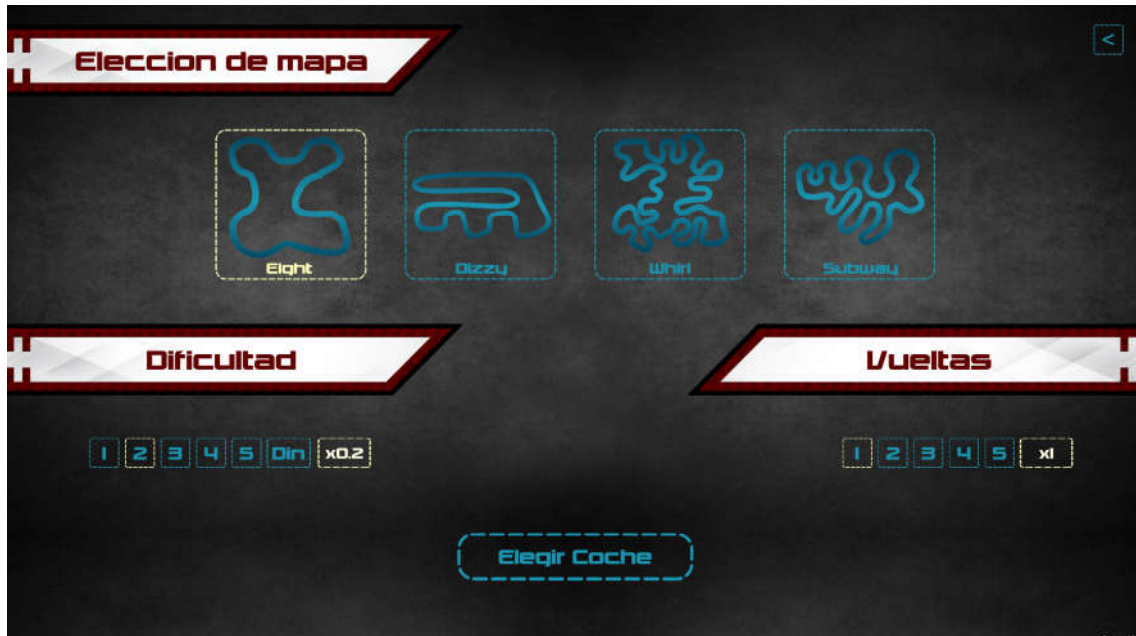 Eleccion de mapa
<
Eight Dizzy Whirl Subway
Dificultad
Vueltas
1 2 3 4 5 Din x0.2
1 2 3 4 5 x1
Elegir Coche